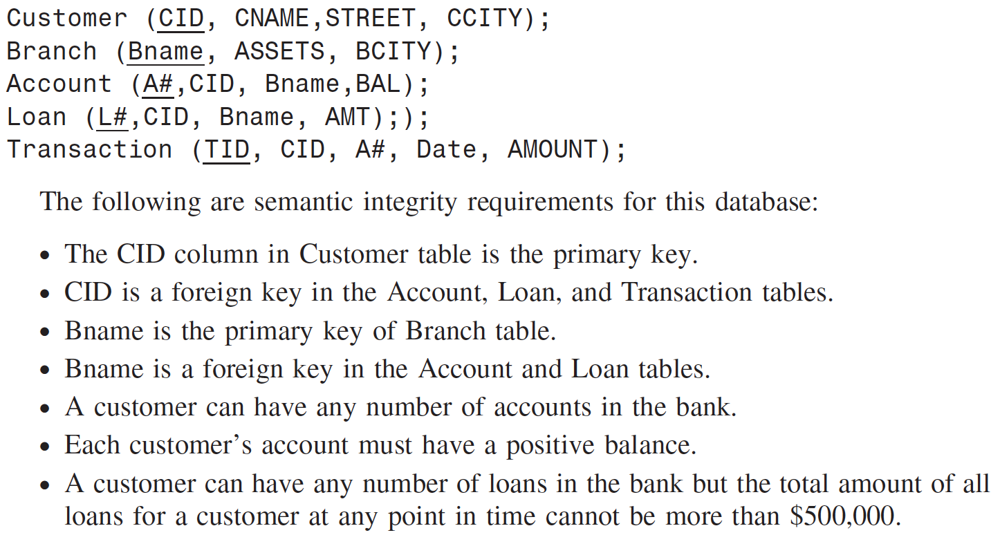 Customer (CID, CNAME,STREET, CCITY);
Branch (Bname, ASSETS, BCITY);
Account (A#,CID, Bname,BAL);
Loan (L#,CID, Bname, AMT););
Transaction (TID, CID, A#, Date, AMOUNT);
The following are semantic integrity requirements for this database:
• The CID column in Customer table is the primary key.
• CID is a foreign key in the Account, Loan, and Transaction tables.
• Bname is the primary key of Branch table.
• Bname is a foreign key in the Account and Loan tables.
• A customer can have any number of accounts in the bank.
• Each customer’s account must have a positive balance.
• A customer can have any number of loans in the bank but the total amount of all
loans for a customer at any point in time cannot be more than $500,000.